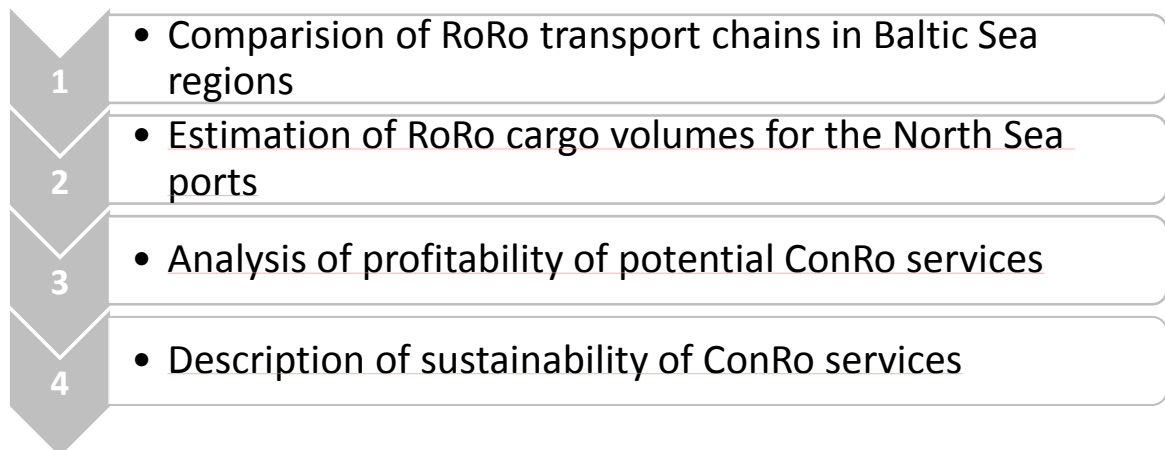 1
• Comparision of RoRo transport chains in Baltic Sea
regions
2
• Estimation of RoRo cargo volumes for the North Sea
ports
3
• Analysis of profitability of potential ConRo services
4
• Description of sustainability of ConRo services